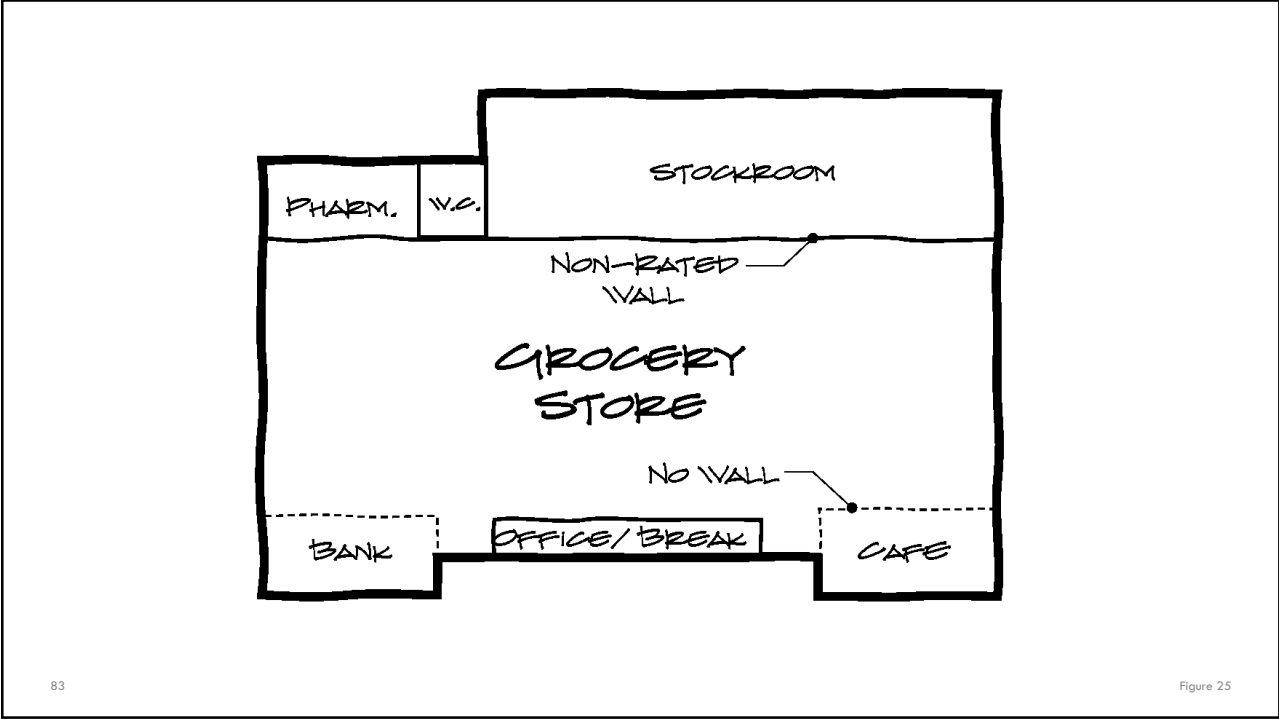 STOCKROOM
PHARM.
W.C.
NON-RATED
WALL
GROCERY
STORE
NO WALL
OFFICE/ BREAK
BANK
CAFE
83
Figure 25